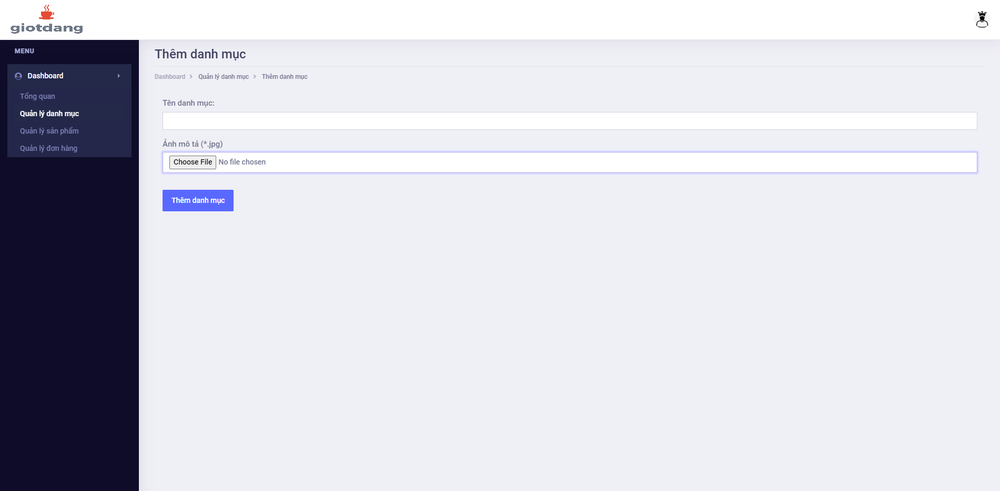 giotdang
MENU
Dashboard
Tổng quan
Quản lý danh mục
Quản lý sản phẩm
Quản lý đơn hàng
Thêm danh mục
Dashboard Quản lý danh mục Thêm danh mục
Tên danh mục:
Ảnh mô tả (*.jpg)
Choose File No file chosen
Thêm danh mục